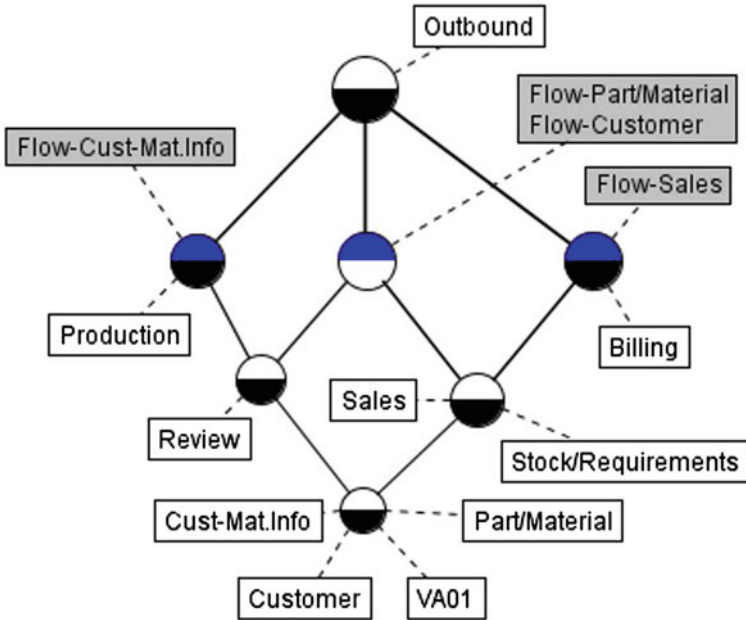 Outbound
Flow-Part/Material
Flow-Customer
Flow-Cust-Mat.Info
Flow-Sales
Production
Billing
Sales
Review
Stock/Requirements
Cust-Mat.Info
Part/Material
Customer
VA01